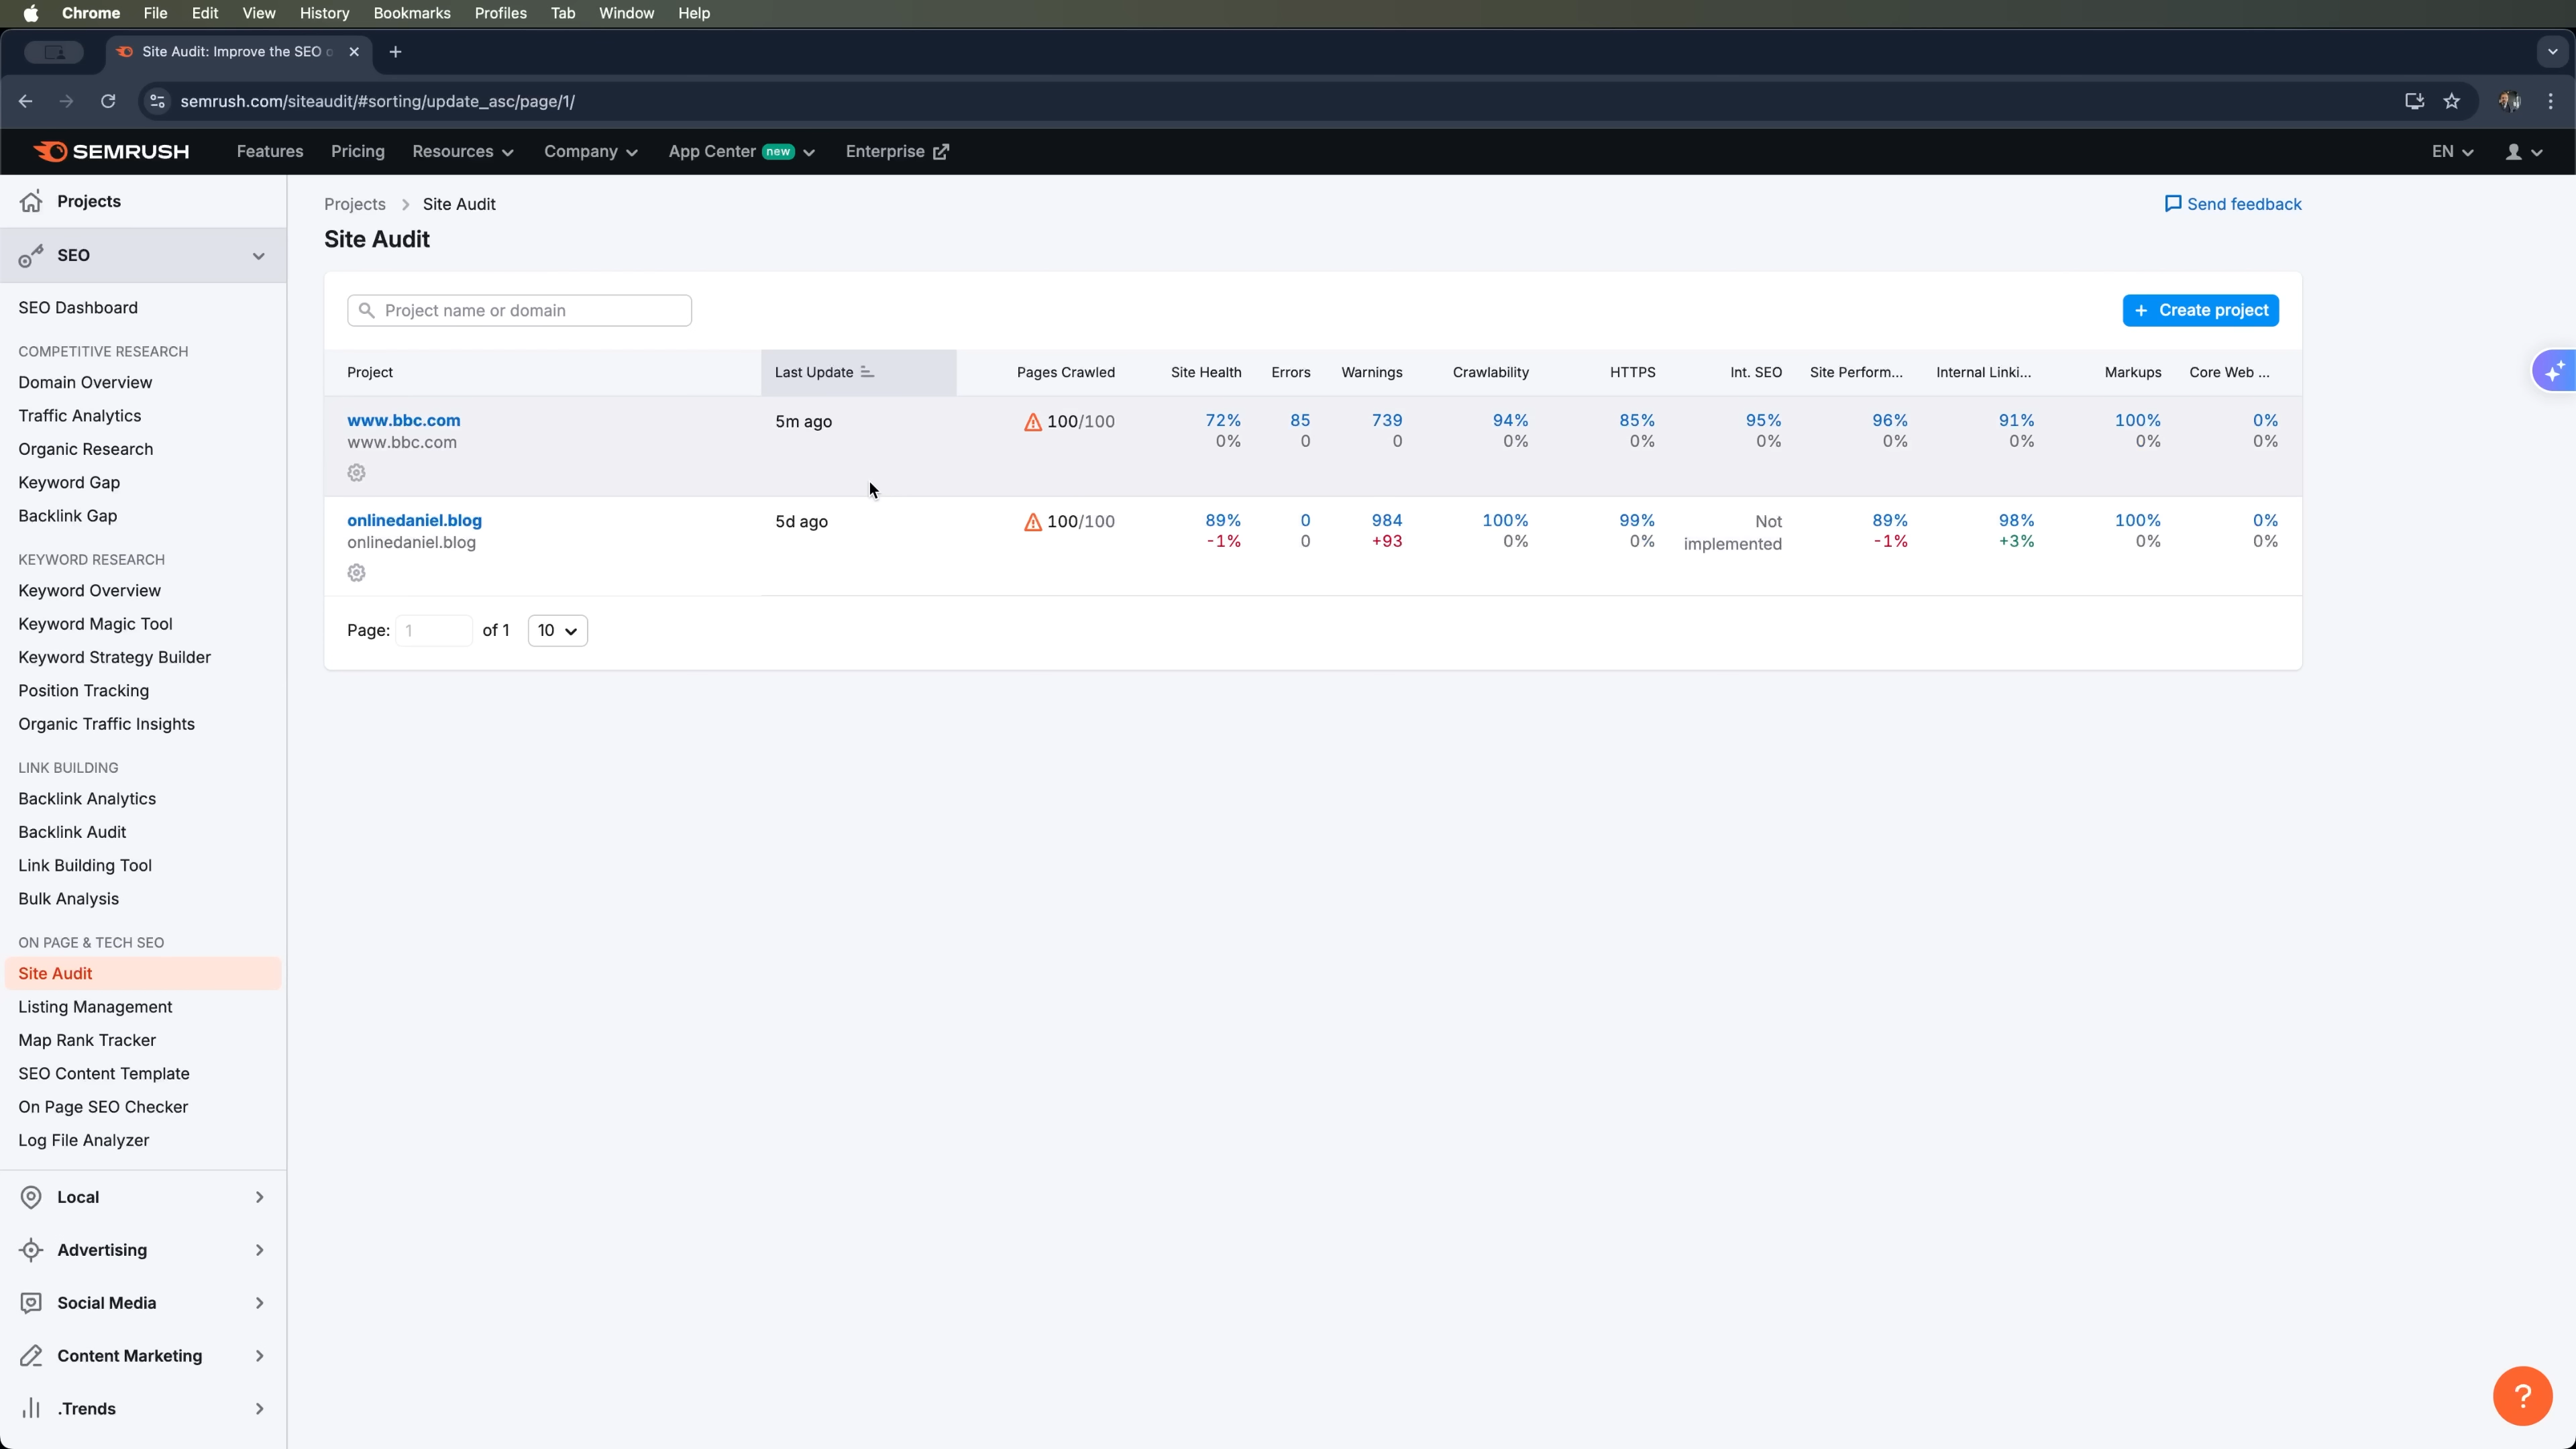 Chrome File Edit View History Bookmarks Profiles Tab Window Help
Site Audit: Improve the SEO
semrush.com/siteaudit/#sorting/update_asc/page/1/
SEMRUSH Features Pricing Resources Company App Center new Enterprise EN
Projects
SEO
SEO Dashboard
COMPETITIVE RESEARCH
Domain Overview
Traffic Analytics
Organic Research
Keyword Gap
Backlink Gap
KEYWORD RESEARCH
Keyword Overview
Keyword Magic Tool
Keyword Strategy Builder
Position Tracking
Organic Traffic Insights
LINK BUILDING
Backlink Analytics
Backlink Audit
Link Building Tool
Bulk Analysis
ON PAGE & TECH SEO
Site Audit
Listing Management
Map Rank Tracker
SEO Content Template
On Page SEO Checker
Log File Analyzer
Local
Advertising
Social Media
Content Marketing
.Trends
Projects > Site Audit
Send feedback
Site Audit
Project name or domain
+ Create project
Project Last Update Pages Crawled Site Health Errors Warnings Crawlability HTTPS Int. SEO Site Perform... Internal Linki... Markups Core Web ...
www.bbc.com 5m ago 100/100 72% 85 739 94% 85% 95% 96% 91% 100% 0%
www.bbc.com 0% 0 0 0% 0% 0% 0% 0% 0% 0%
onlinedaniel.blog 5d ago 100/100 89% 0 984 100% 99% Not 89% 98% 100% 0%
onlinedaniel.blog -1% 0 +93 0% 0% implemented -1% +3% 0% 0%
Page: 1 of 1 10
?